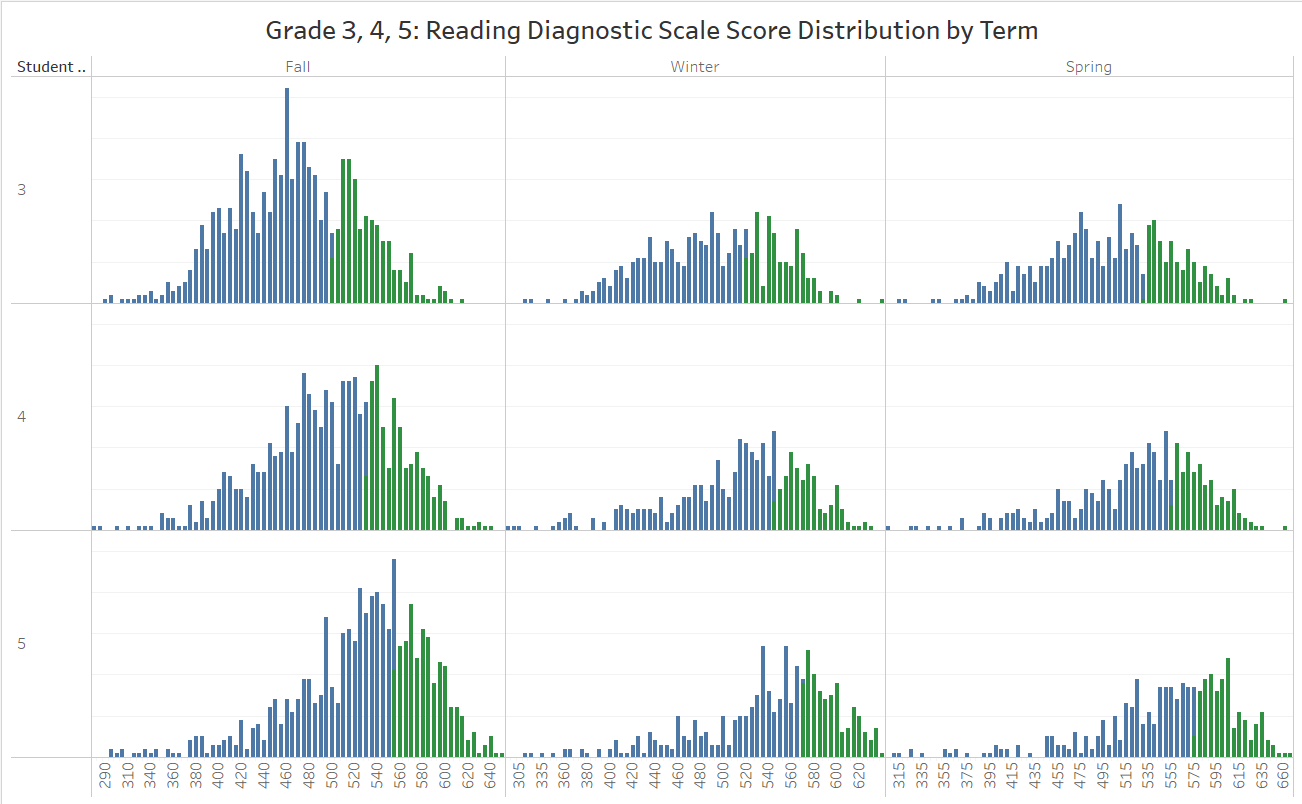 Grade 3, 4, 5: Reading Diagnostic Scale Score Distribution by Term
Student .. Fall Winter Spring
3
4
5
290 310 340 360 380 400 420 440 460 480 500 520 540 560 580 600 620 640 305 335 360 380 400 420 440 460 480 500 520 540 560 580 600 620 315 335 355 375 395 415 435 455 475 495 515 535 555 575 595 615 635 660